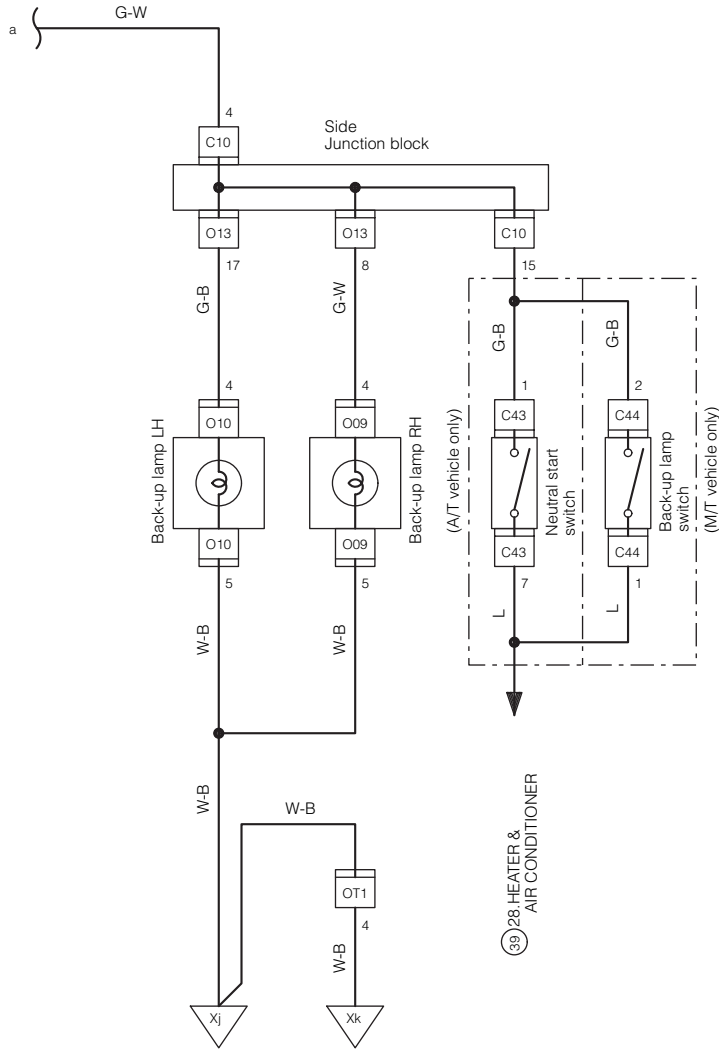 G-W
a
4
C10
Side
Junction block
O13
O13
C10
17
8
15
G-B
G-W
G-B
G-B
4
4
1
2
O10
O09
C43
C44
Back-up lamp LH
Back-up lamp RH
(A/T vehicle only)
Neutral start
switch
Back-up lamp
switch
(M/T vehicle only)
O10
O09
C43
C44
5
5
7
1
W-B
W-B
L
L
W-B
W-B
39 28.HEATER &
AIR CONDITIONER
OT1
4
W-B
Xj
Xk